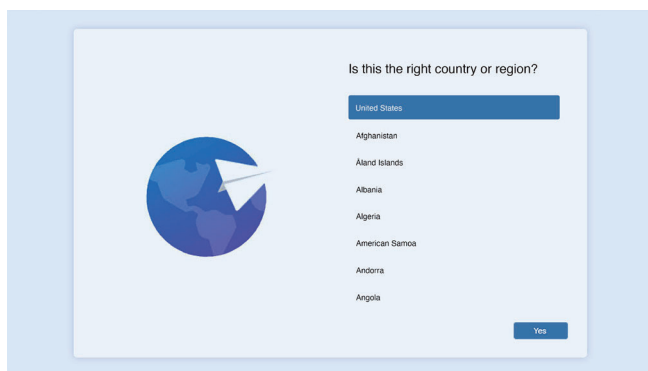 Is this the right country or region?
United States
Afghanistan
Åland Islands
Albania
Algeria
American Samoa
Andorra
Angola
Yes